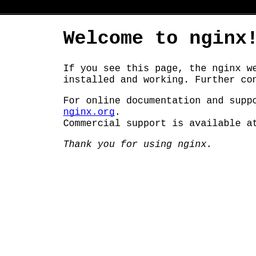 Welcome to nginx!
If you see this page, the nginx we
installed and working. Further con
For online documentation and suppo
nginx.org.
Commercial support is available at
Thank you for using nginx.